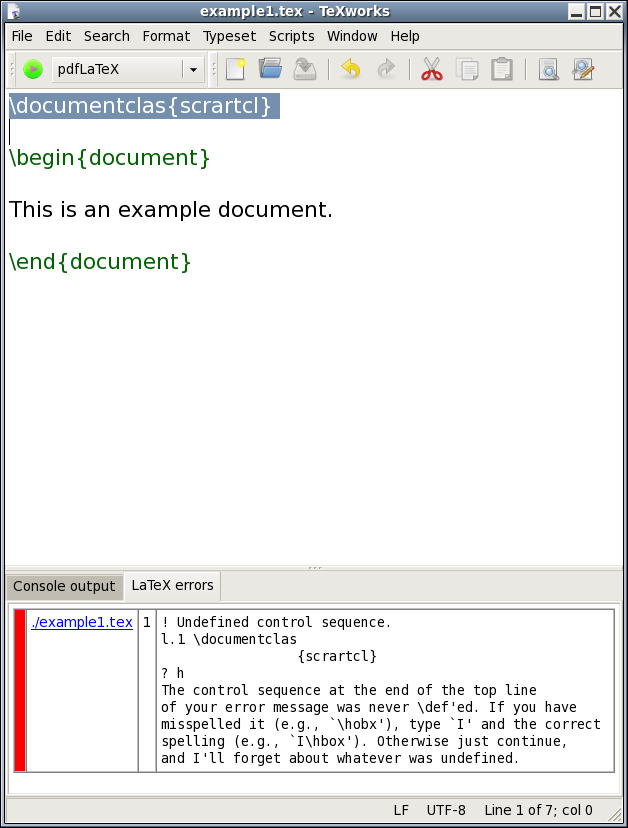 example1.tex - TeXworks
File Edit Search Format Typeset Scripts Window Help
pdfLaTeX
\documentclas{scrartcl}
\begin{document}
This is an example document.
\end{document}
Console output LaTeX errors
./example1.tex 1 ! Undefined control sequence.
l.1 \documentclas
{scrartcl}
? h
The control sequence at the end of the top line
of your error message was never \def'ed. If you have
misspelled it (e.g., `\hobx'), type `I' and the correct
spelling (e.g., `I\hbox'). Otherwise just continue,
and I'll forget about whatever was undefined.
LF UTF-8 Line 1 of 7; col 0